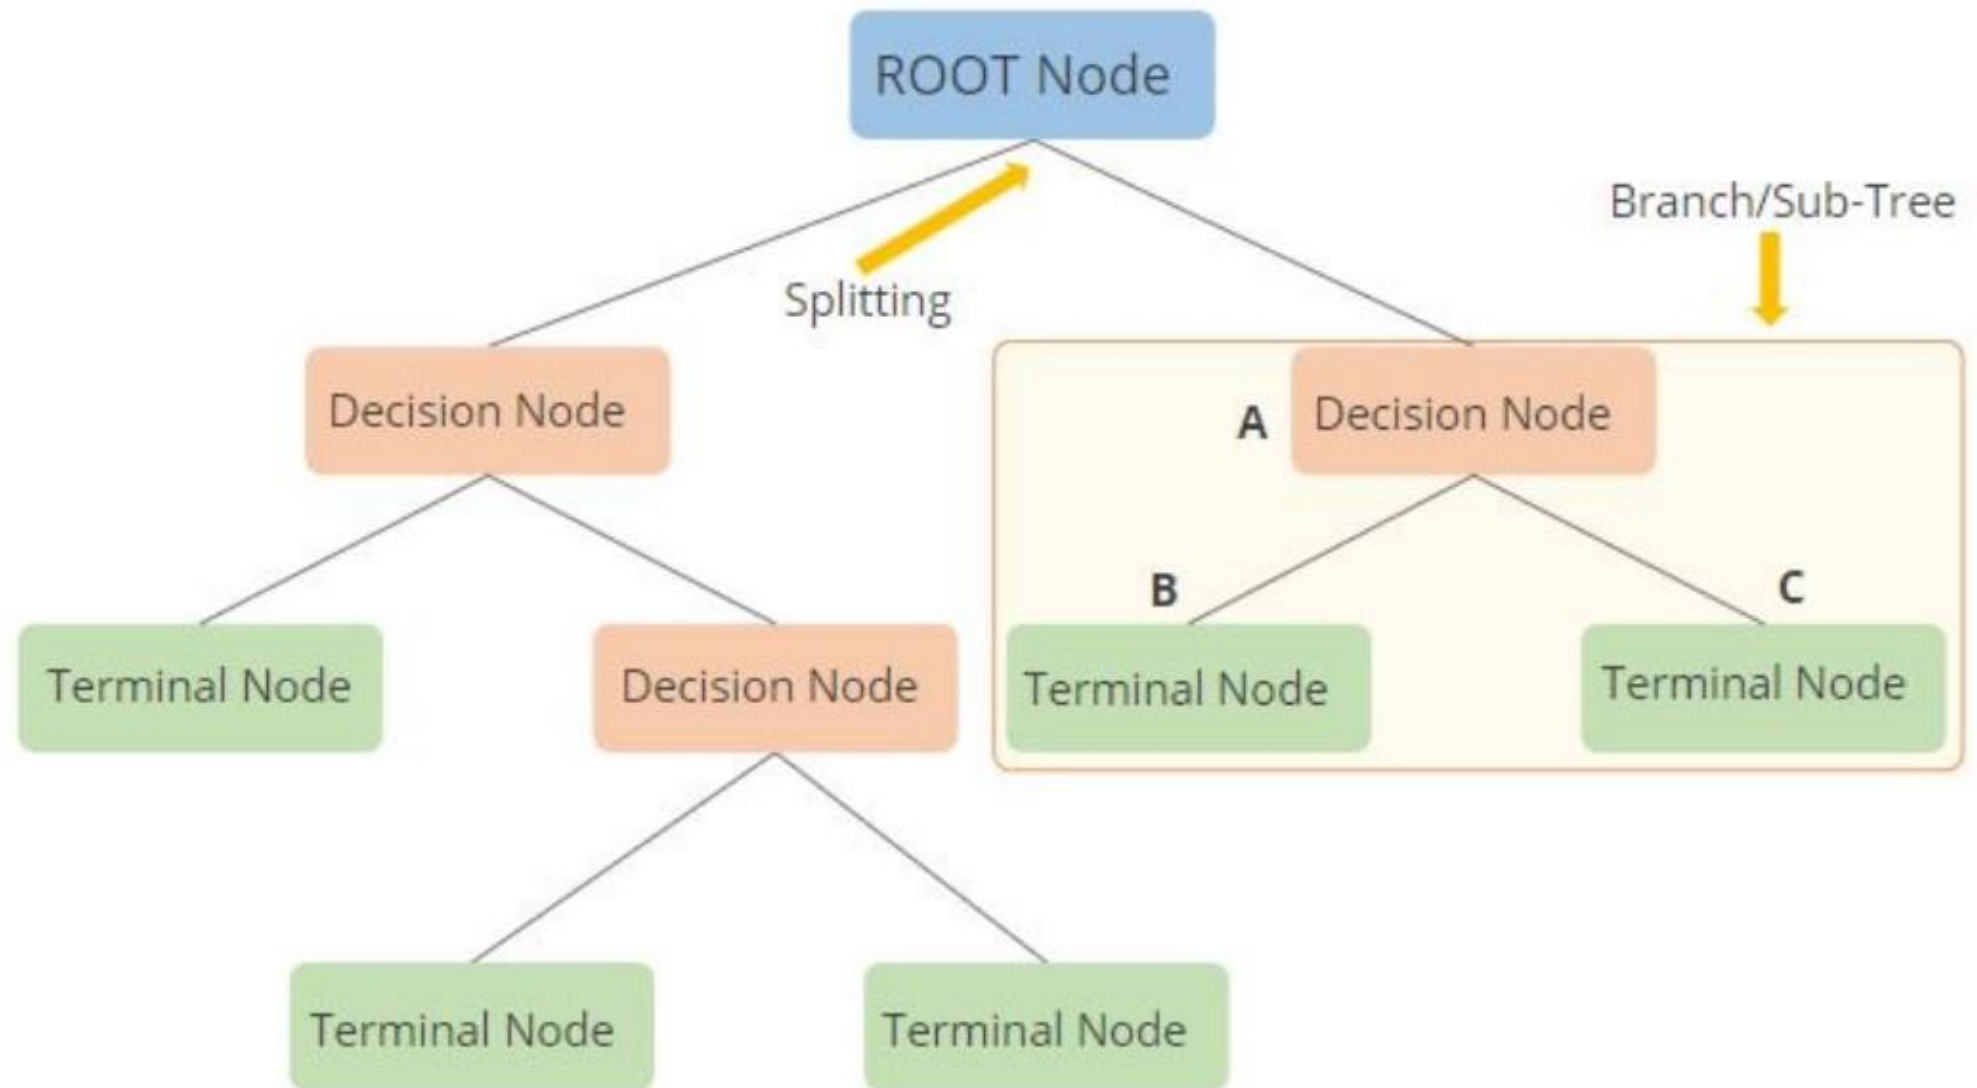 ROOT Node
Branch/Sub-Tree
Splitting
Decision Node
A
Decision Node
B
C
Terminal Node
Decision Node
Terminal Node
Terminal Node
Terminal Node
Terminal Node